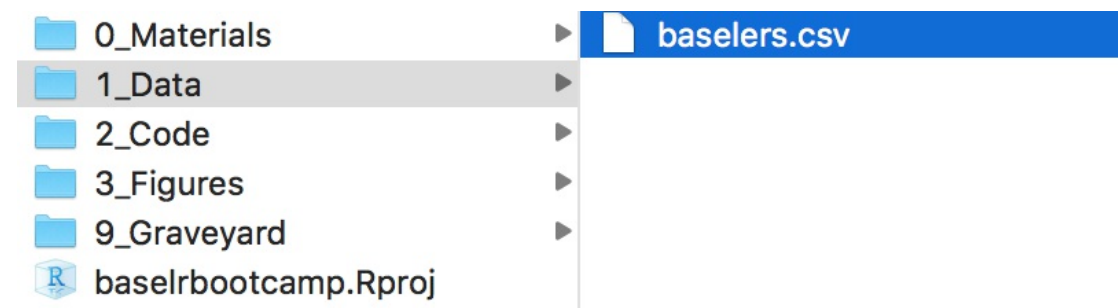 0_Materials
1_Data
2_Code
3_Figures
9_Graveyard
R baselrbootcamp.Rproj
baselers.csv